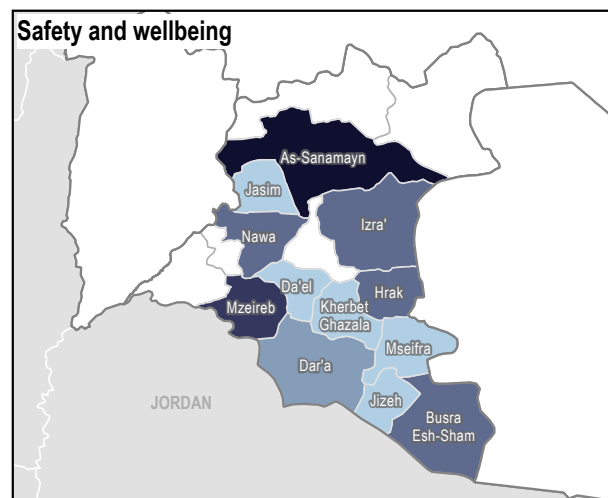 Safety and wellbeing
As-Sanamayn
Jasim
Izra'
Nawa
Da'el
Hrak
Mzeireb
Kherbet
Ghazala
Mseifra
Dar'a
Jizeh
JORDAN
Busra
Esh-Sham